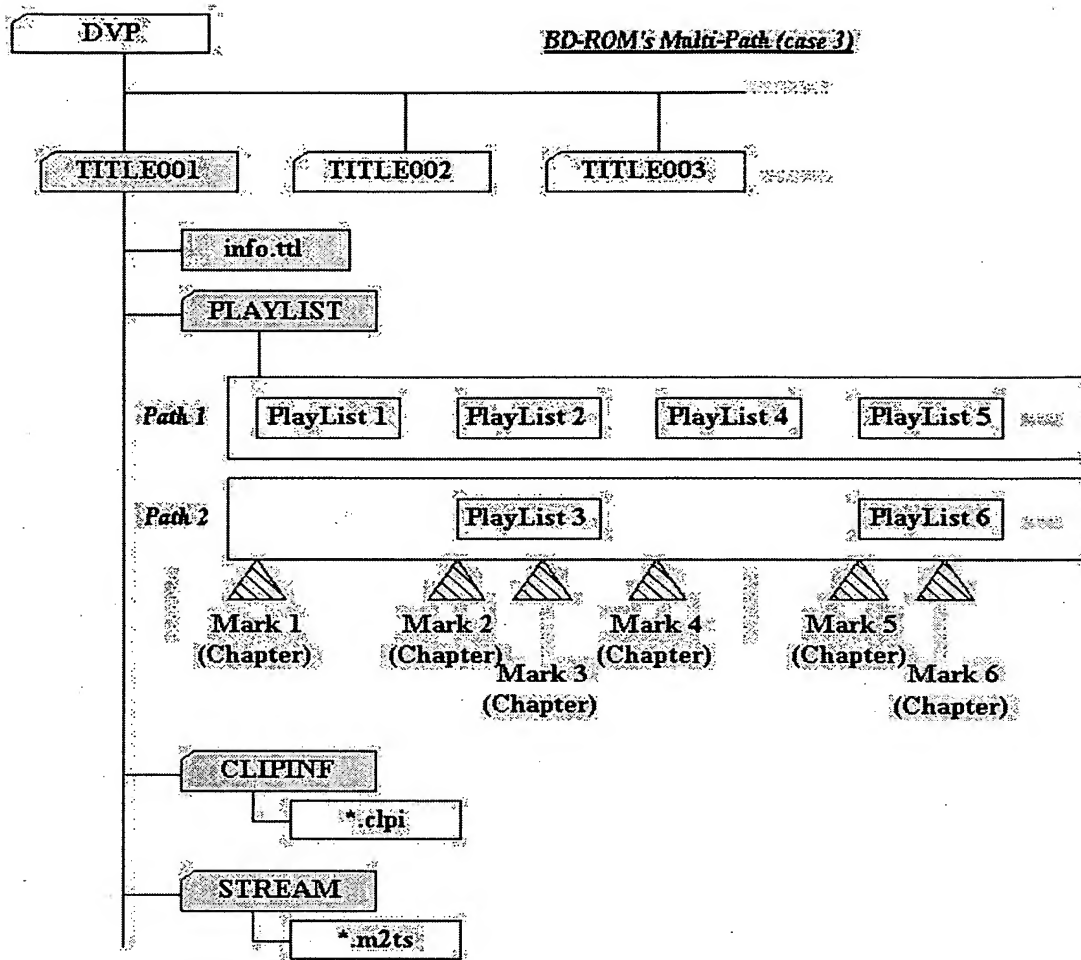 DVP
BD-ROM's Multi-Path (case 3)
TITLE001
TITLE002
TITLE003
info.ttl
PLAYLIST
Path 1
PlayList 1
PlayList 2
PlayList 4
PlayList 5
Path 2
PlayList 3
PlayList 6
Mark 1
(Chapter)
Mark 2
(Chapter)
Mark 3
(Chapter)
Mark 4
(Chapter)
Mark 5
(Chapter)
Mark 6
(Chapter)
CLIPINF
*.clpi
STREAM
*.m2ts